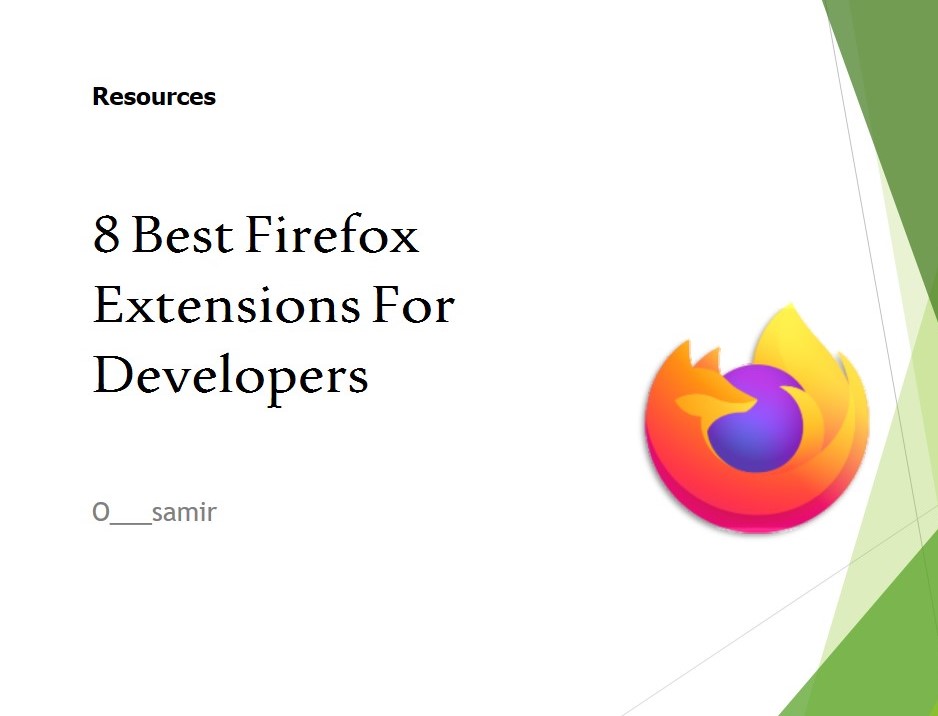 Resources
8 Best Firefox
Extensions For
Developers
O___samir